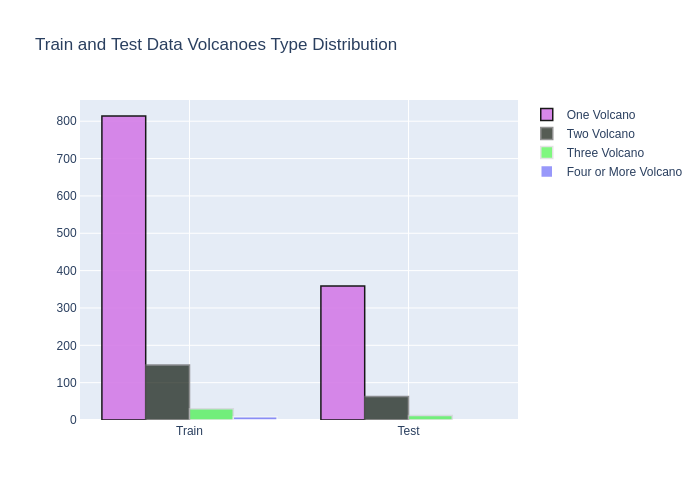 Train and Test Data Volcanoes Type Distribution
One Volcano
Two Volcano
Three Volcano
Four or More Volcano
800
700
600
500
400
300
200
100
0
Train
Test